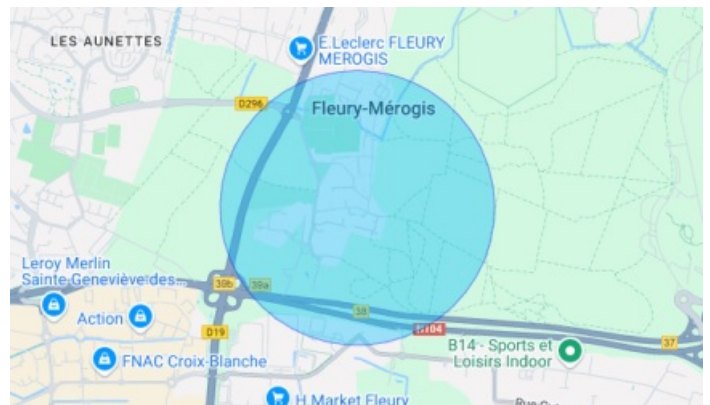 LES AUNETTES
E.Leclerc FLEURY
MEROGIS
D296
Fleury-Mérogis
Leroy Merlin
Sainte-Geneviève des...
39b
39a
Action
38
N104
D19
37
B14 - Sports et
Loisirs Indoor
FNAC Croix-Blanche
H Market Fleury